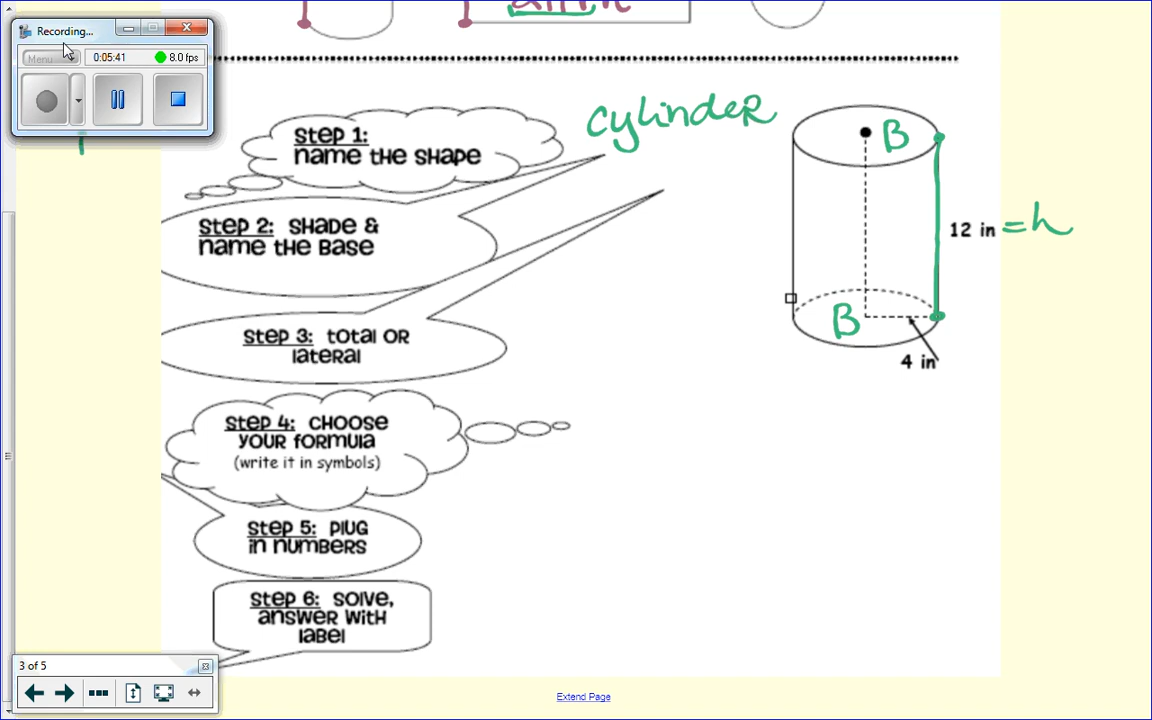 Recording...
Menu
0:05:41
8.0 fps
cylinder
Step 1:
name the shape
B
Step 2: Shade &
name the Base
12 in = h
B
Step 3: total or
lateral
4 in
Step 4: Choose
your formula
(write it in symbols)
Step 5: Plug
in numbers
Step 6: Solve,
answer with
label
3 of 5
Extend Page